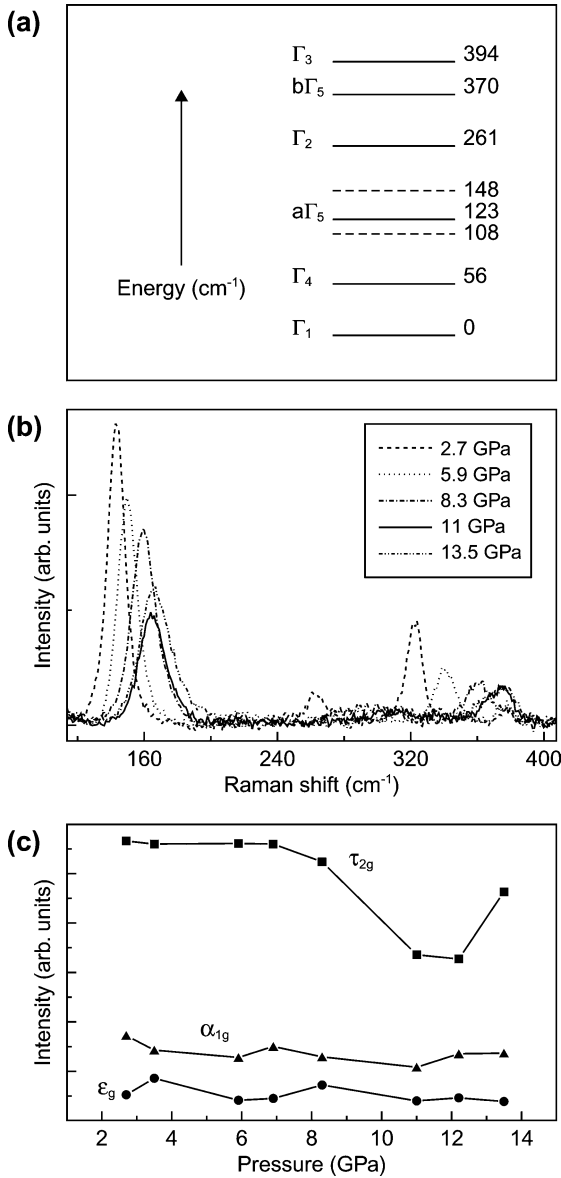 (a)
Γ₃ 394
bΓ₅ 370
Γ₂ 261
148
aΓ₅ 123
108
Energy (cm⁻¹)
Γ₄ 56
Γ₁ 0
(b)
2.7 GPa
5.9 GPa
8.3 GPa
11 GPa
13.5 GPa
Intensity (arb. units)
160 240 320 400
Raman shift (cm⁻¹)
(c)
τ₂g
α₁g
εg
Intensity (arb. units)
2 4 6 8 10 12 14
Pressure (GPa)